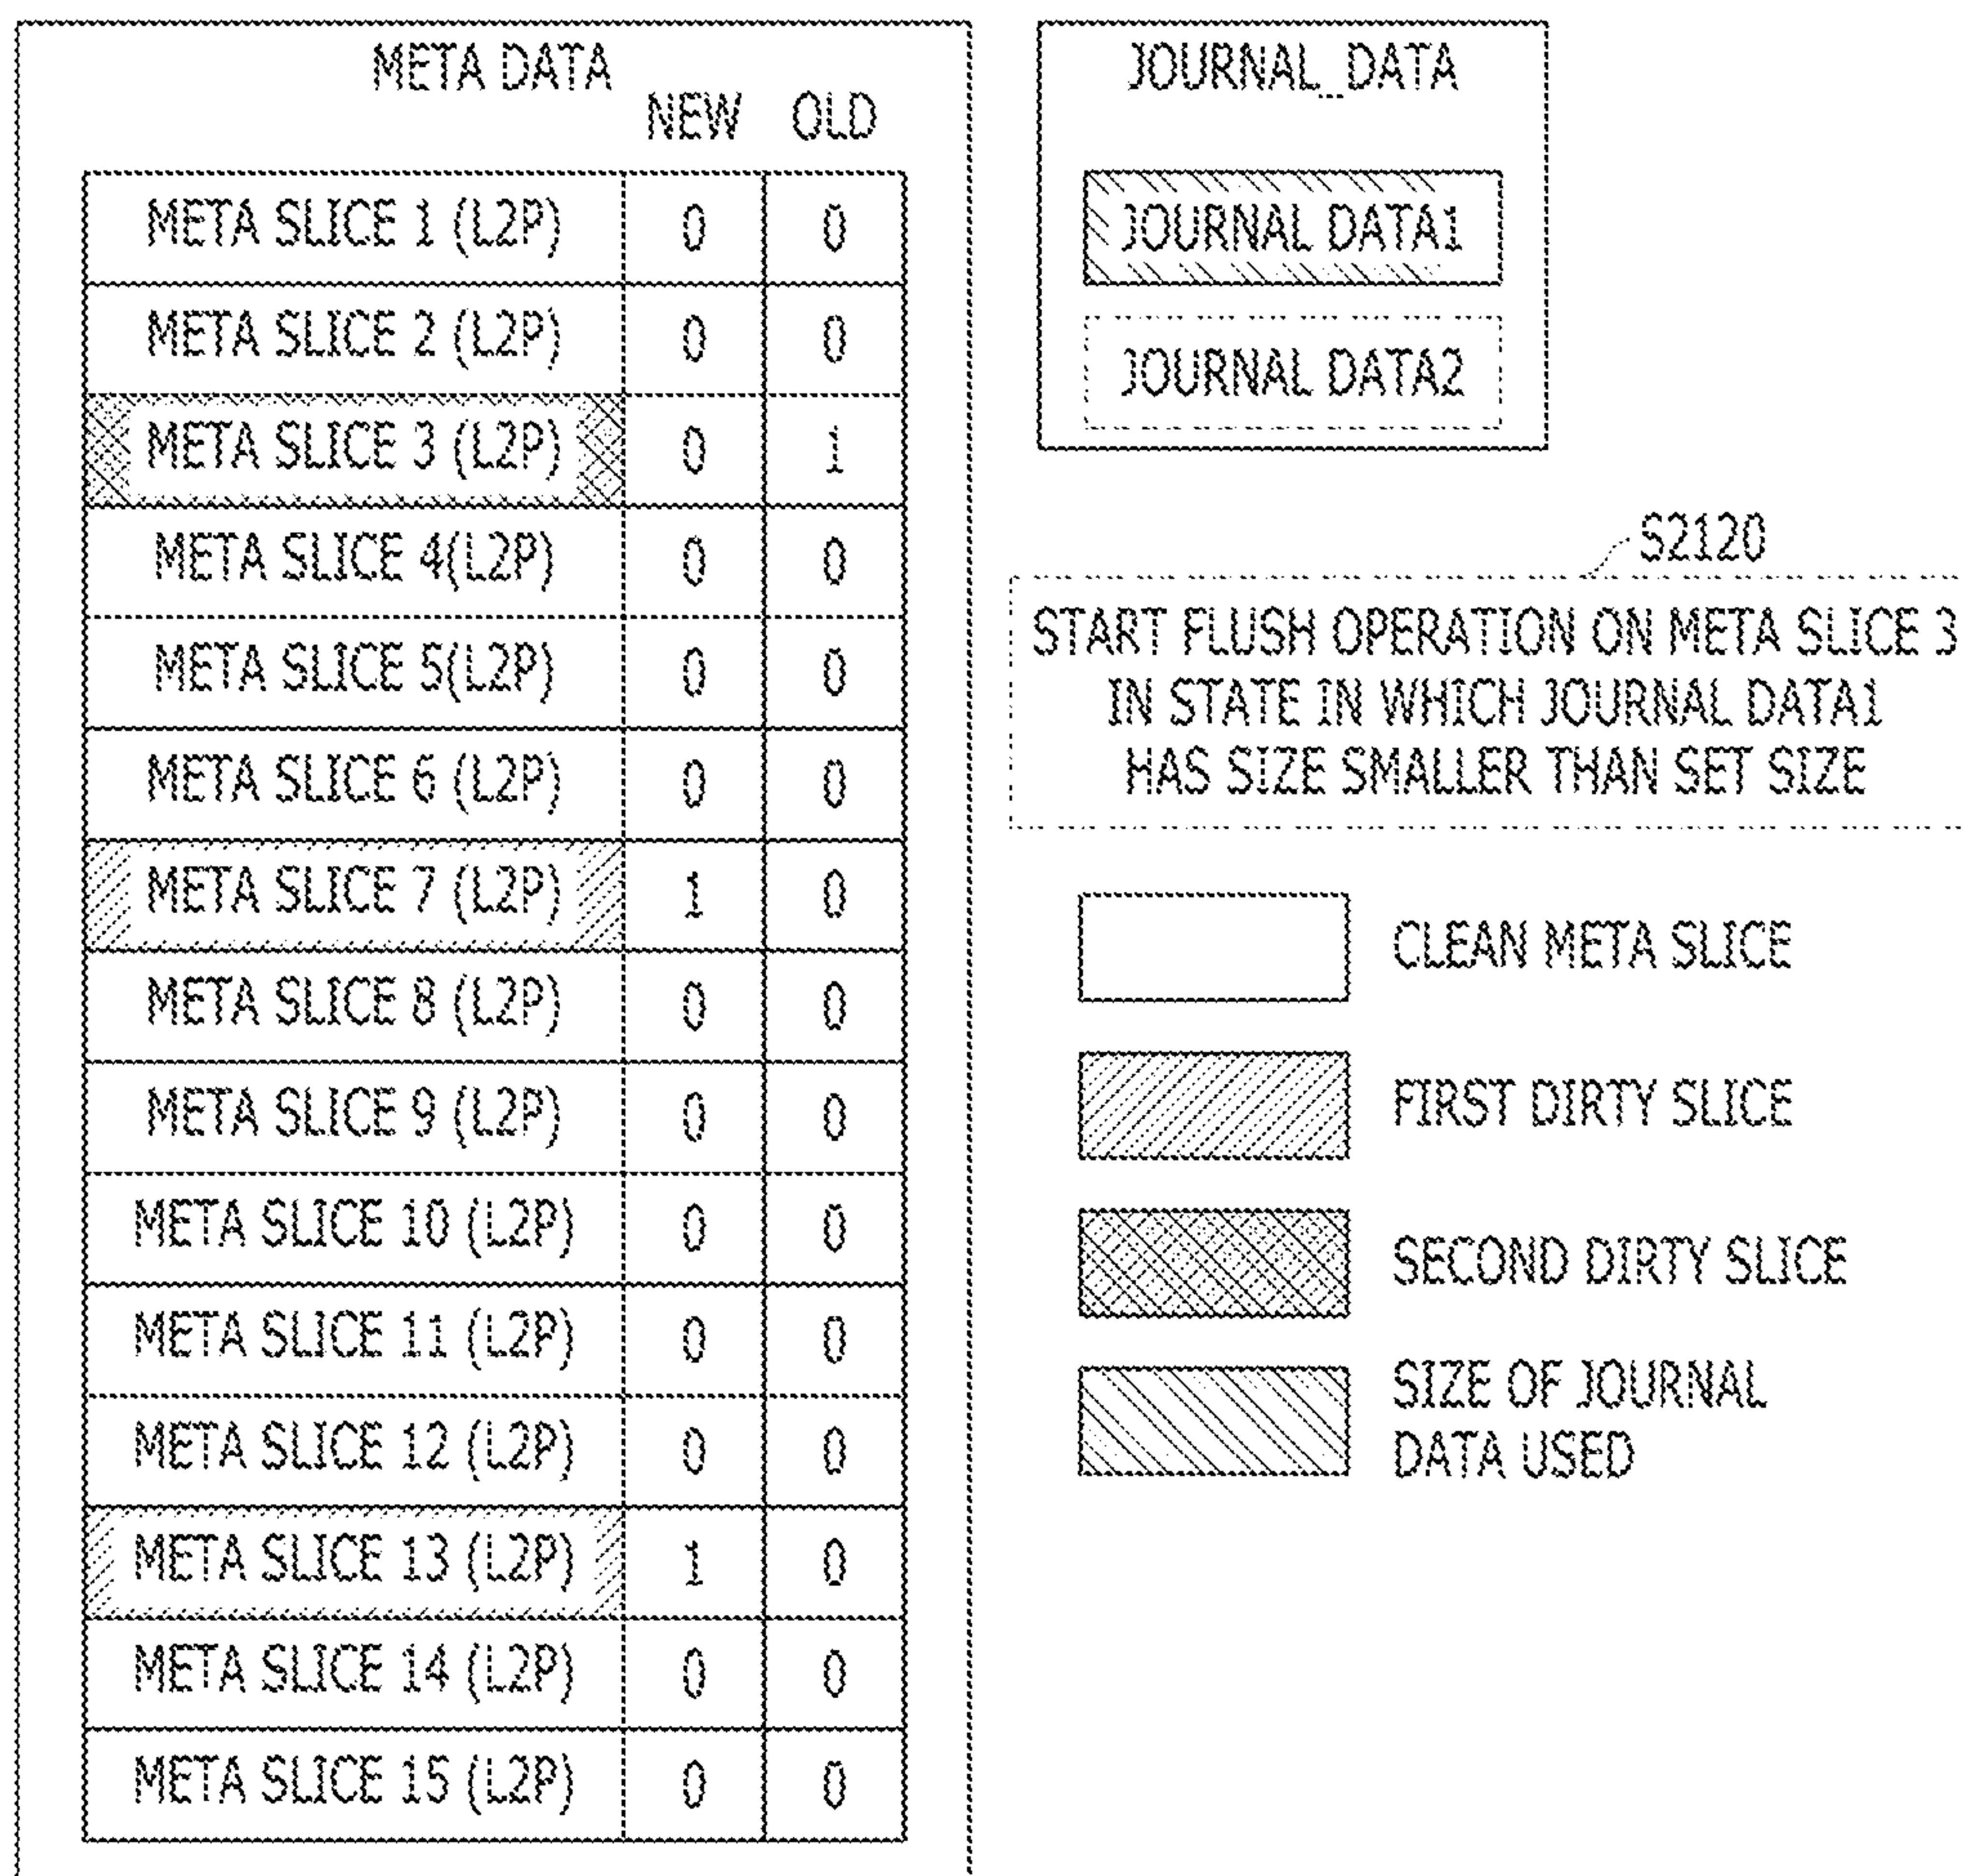 META DATA
NEW OLD
META SLICE 1 (L2P) 0 0
META SLICE 2 (L2P) 0 0
META SLICE 3 (L2P) 0 1
META SLICE 4(L2P) 0 0
META SLICE 5(L2P) 0 0
META SLICE 6 (L2P) 0 0
META SLICE 7 (L2P) 1 0
META SLICE 8 (L2P) 0 0
META SLICE 9 (L2P) 0 0
META SLICE 10 (L2P) 0 0
META SLICE 11 (L2P) 0 0
META SLICE 12 (L2P) 0 0
META SLICE 13 (L2P) 1 0
META SLICE 14 (L2P) 0 0
META SLICE 15 (L2P) 0 0
JOURNAL_DATA
JOURNAL DATA1
JOURNAL DATA2
S2120
START FLUSH OPERATION ON META SLICE 3
IN STATE IN WHICH JOURNAL DATA1
HAS SIZE SMALLER THAN SET SIZE
CLEAN META SLICE
FIRST DIRTY SLICE
SECOND DIRTY SLICE
SIZE OF JOURNAL
DATA USED